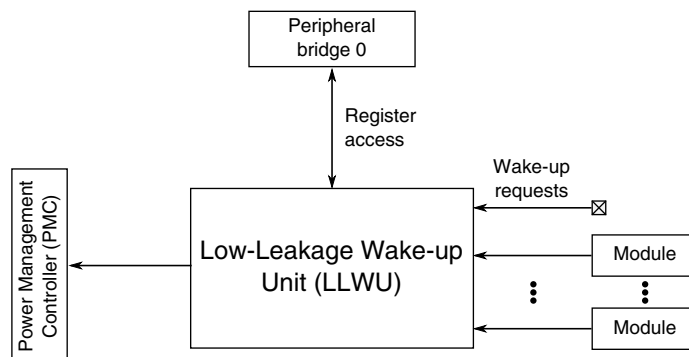 Peripheral
bridge 0
Register
access
Wake-up
requests
Power Management
Controller (PMC)
Low-Leakage Wake-up
Unit (LLWU)
Module
Module